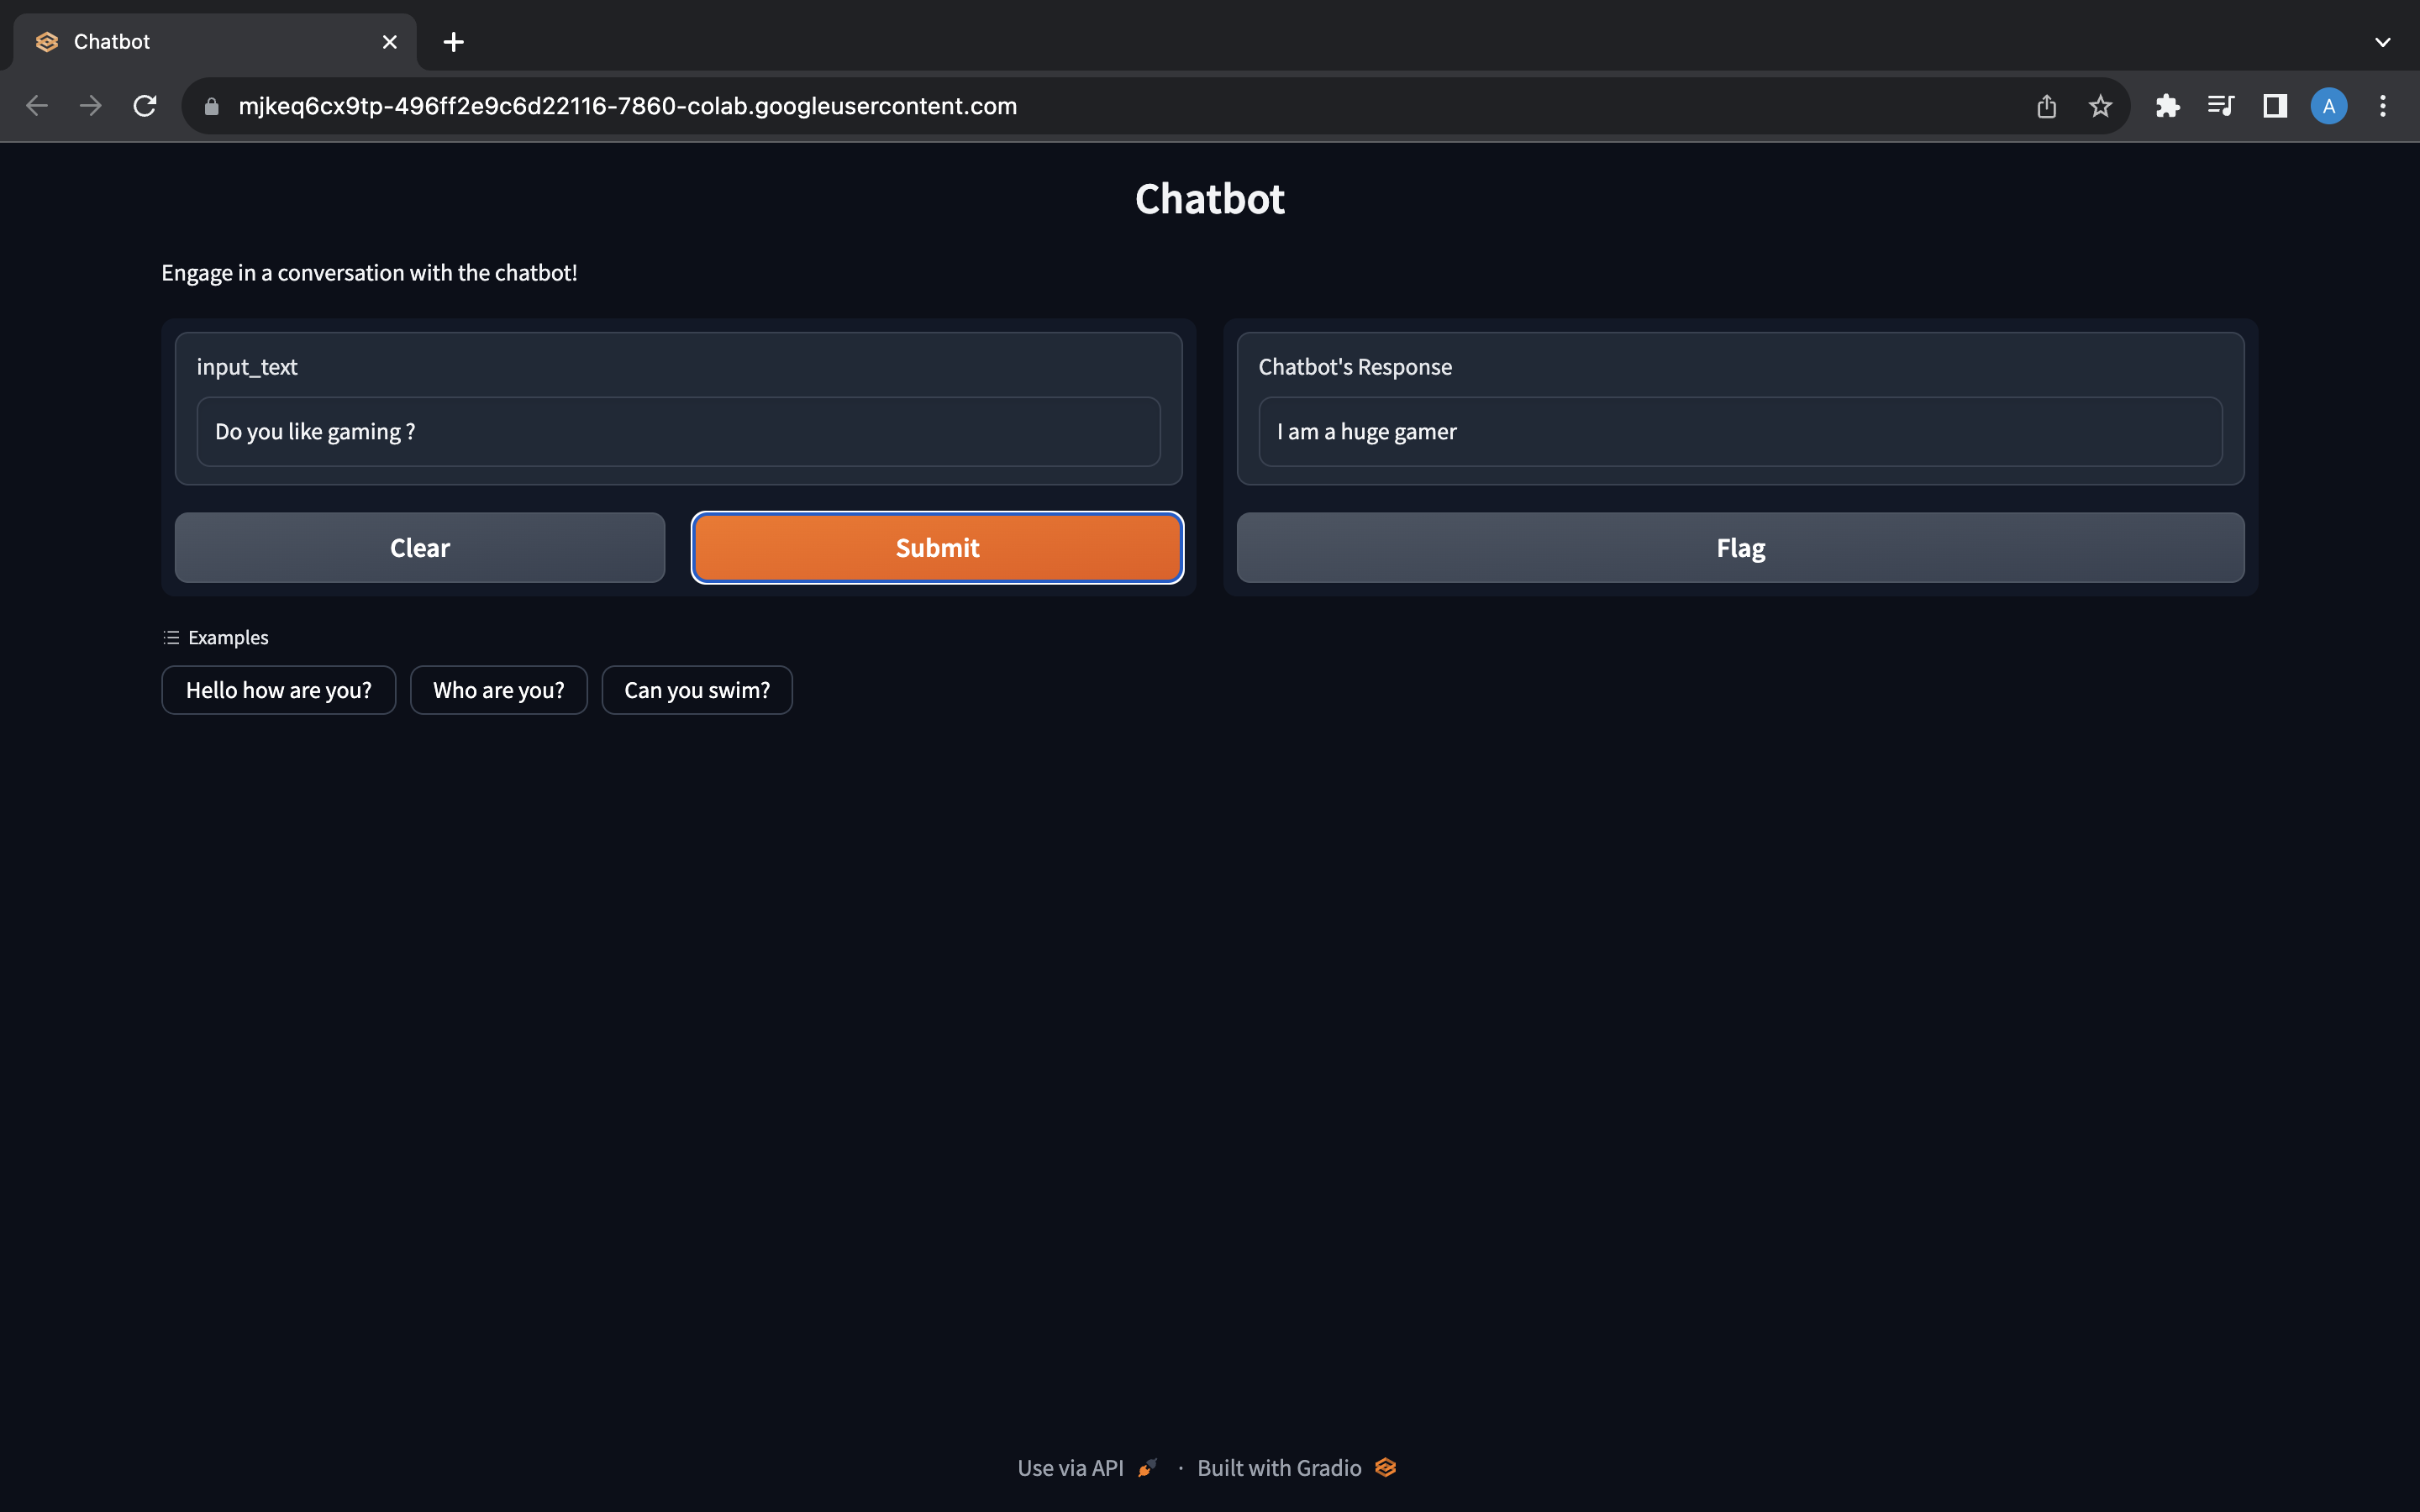 Chatbot
mjkeq6cx9tp-496ff2e9c6d22116-7860-colab.googleusercontent.com
A
Chatbot
Engage in a conversation with the chatbot!
input_text
Do you like gaming ?
Clear
Submit
Chatbot's Response
I am a huge gamer
Flag
Examples
Hello how are you?
Who are you?
Can you swim?
Use via API · Built with Gradio